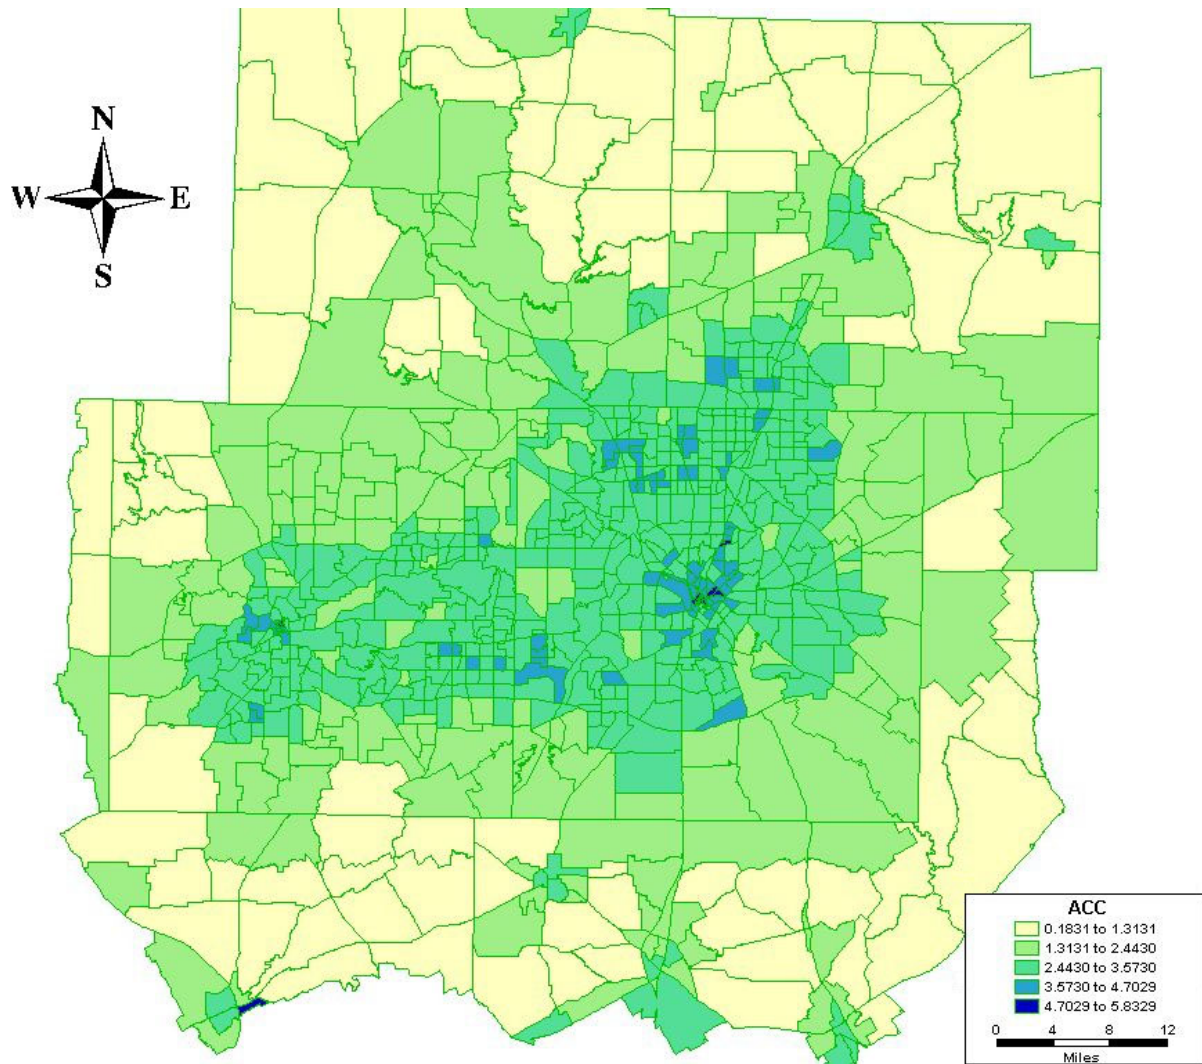 N
W E
S
ACC
0.1831 to 1.3131
1.3131 to 2.4430
2.4430 to 3.5730
3.5730 to 4.7029
4.7029 to 5.8329
0 4 8 12
Miles